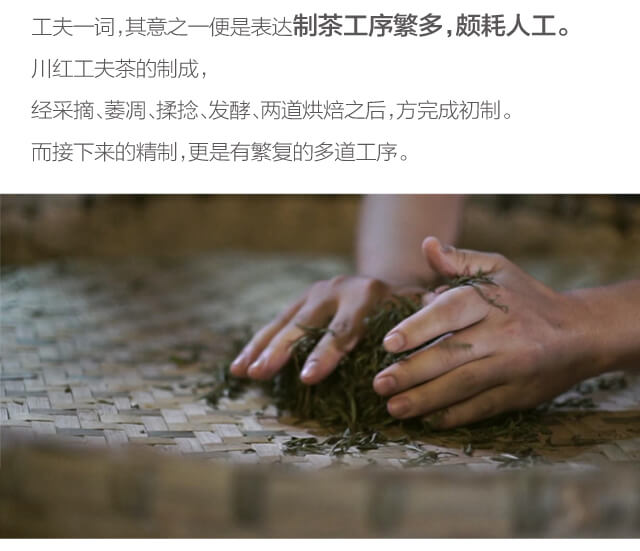 工夫一词,其意之一便是表达制茶工序繁多,颇耗人工。
川红工夫茶的制成,
经采摘、萎凋、揉捻、发酵、两道烘焙之后,方完成初制。
而接下来的精制,更是有繁复的多道工序。